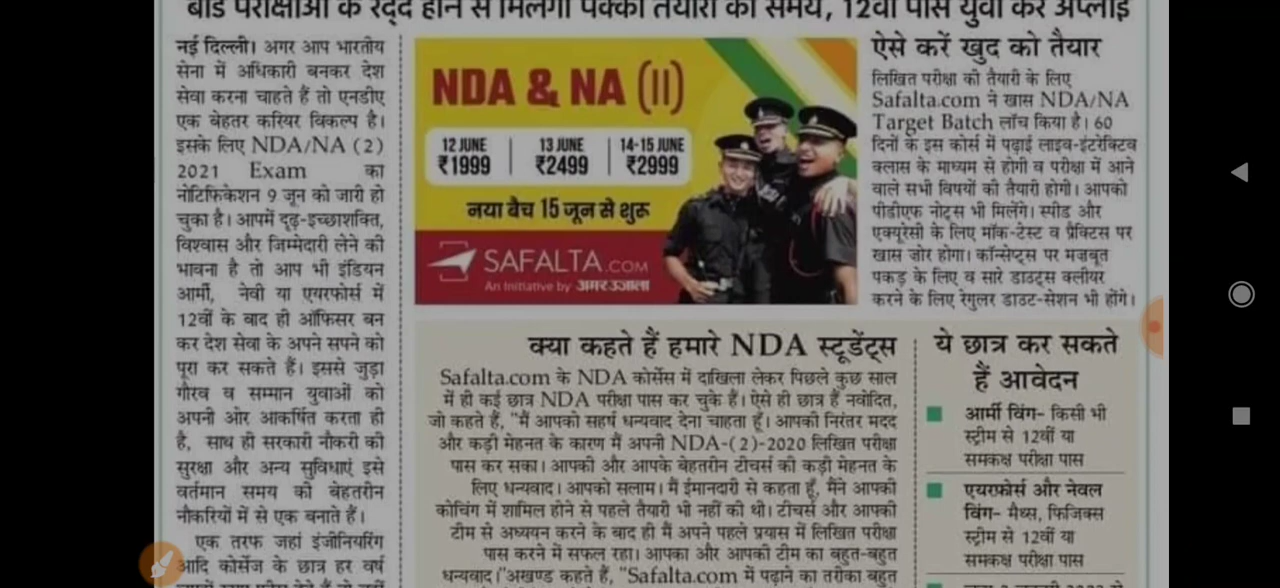 बोर्ड परीक्षाओं के रद्द होने से मिलेगा पक्की तैयारी का समय, 12वीं पास युवा करें अप्लाई
नई दिल्ली। अगर आप भारतीय
सेना में अधिकारी बनकर देश
सेवा करना चाहते हैं तो एनडीए
एक बेहतर करियर विकल्प है।
इसके लिए NDA/NA (2)
2021 Exam का
नोटिफिकेशन 9 जून को जारी हो
चुका है। आपमें दृढ़-इच्छाशक्ति,
विश्वास और जिम्मेदारी लेने की
भावना है तो आप भी इंडियन
आर्मी, नेवी या एयरफोर्स में
12वीं के बाद ही ऑफिसर बन
कर देश सेवा के अपने सपने को
पूरा कर सकते हैं। इससे जुड़ा
गौरव व सम्मान युवाओं को
अपनी ओर आकर्षित करता ही
है, साथ ही सरकारी नौकरी की
सुरक्षा और अन्य सुविधाएं इसे
वर्तमान समय की बेहतरीन
नौकरियों में से एक बनाते हैं।
एक तरफ जहां इंजीनियरिंग
आदि कोर्सेज के छात्र हर वर्ष
NDA & NA (II)
12 JUNE
₹1999
13 JUNE
₹2499
14-15 JUNE
₹2999
नया बैच 15 जून से शुरू
SAFALTA.COM
An Initiative by अमर उजाला
ऐसे करें खुद को तैयार
लिखित परीक्षा की तैयारी के लिए
Safalta.com ने खास NDA/NA
Target Batch लॉच किया है। 60
दिनों के इस कोर्स में पढ़ाई लाइव-इंटरेक्टिव
क्लास के माध्यम से होगी व परीक्षा में आने
वाले सभी विषयों की तैयारी होगी। आपको
पीडीएफ नोट्स भी मिलेंगे। स्पीड और
एक्यूरेसी के लिए मॉक-टेस्ट व प्रैक्टिस पर
खास जोर होगा। कॉन्सेप्ट्स पर मजबूत
पकड़ के लिए व सारे डाउट्स क्लीयर
करने के लिए रेगुलर डाउट-सेशन भी होंगे।
क्या कहते हैं हमारे NDA स्टूडेंट्स
Safalta.com के NDA कोर्सेस में दाखिला लेकर पिछले कुछ साल
में ही कई छात्र NDA परीक्षा पास कर चुके हैं। ऐसे ही छात्र हैं नवोदित,
जो कहते हैं, "मैं आपको सहर्ष धन्यवाद देना चाहता हूँ। आपकी निरंतर मदद
और कड़ी मेहनत के कारण मैं अपनी NDA-(2)-2020 लिखित परीक्षा
पास कर सका। आपकी और आपके बेहतरीन टीचर्स की कड़ी मेहनत के
लिए धन्यवाद। आपको सलाम। मैं ईमानदारी से कहता हूँ, मैंने आपकी
कोचिंग में शामिल होने से पहले तैयारी भी नहीं की थी। टीचर्स और आपकी
टीम से अध्ययन करने के बाद ही मैं अपने पहले प्रयास में लिखित परीक्षा
पास करने में सफल रहा। आपका और आपकी टीम का बहुत-बहुत
धन्यवाद।"अखण्ड कहते हैं, "Safalta.com में पढ़ाने का तरीका बहुत
ये छात्र कर सकते
हैं आवेदन
आर्मी विंग- किसी भी
स्ट्रीम से 12वीं या
समकक्ष परीक्षा पास
एयरफोर्स और नेवल
विंग- मैथ्स, फिजिक्स
स्ट्रीम से 12वीं या
समकक्ष परीक्षा पास